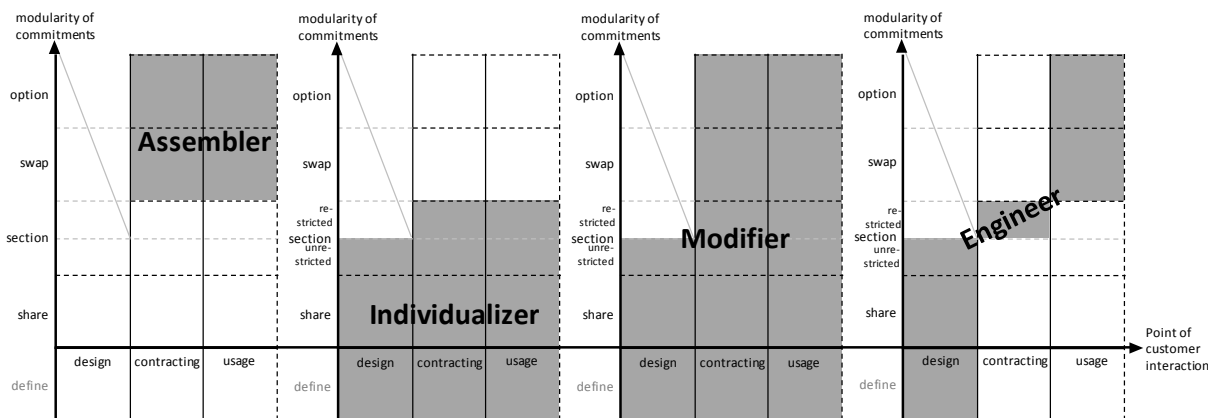 modularity of
commitments
option
swap
section
share
define
design
contracting
usage
Assembler
modularity of
commitments
option
swap
re-
stricted
section
unre-
stricted
share
define
design
contracting
usage
Individualizer
modularity of
commitments
option
swap
re-
stricted
section
unre-
stricted
share
define
design
contracting
usage
Modifier
modularity of
commitments
option
swap
re-
stricted
section
unre-
stricted
share
define
design
contracting
usage
Engineer
Point of
customer
interaction